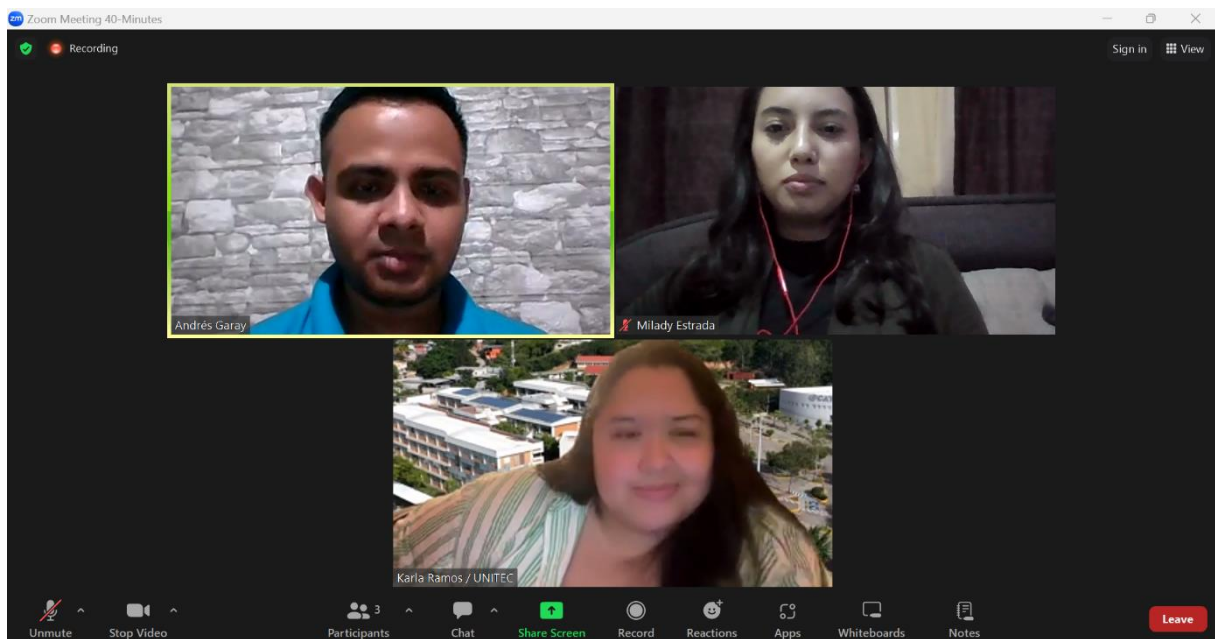 zm Zoom Meeting 40-Minutes
Recording
Sign in View
Andrés Garay
Milady Estrada
Karla Ramos / UNITEC
3
Unmute Stop Video Participants Chat Share Screen Record Reactions Apps Whiteboards Notes Leave